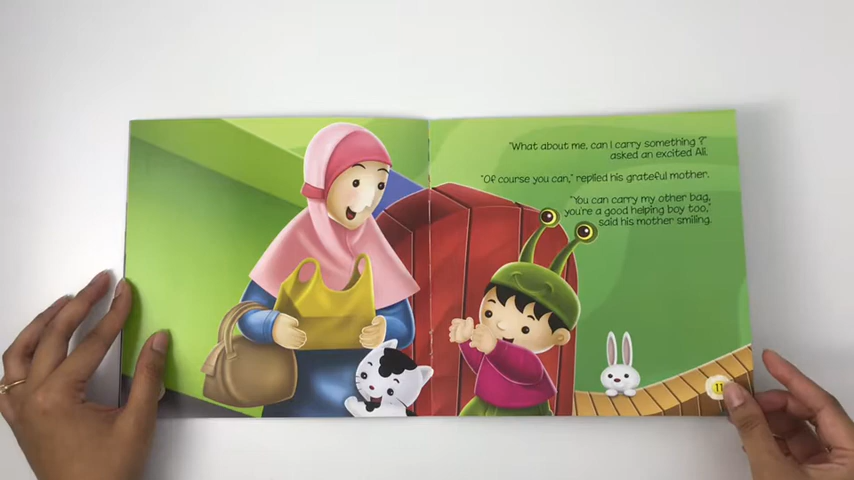 "What about me, can I carry something ?"
asked an excited Ali.
"Of course you can," replied his grateful mother.
"You can carry my other bag,
you're a good helping boy too,"
said his mother smiling.
11